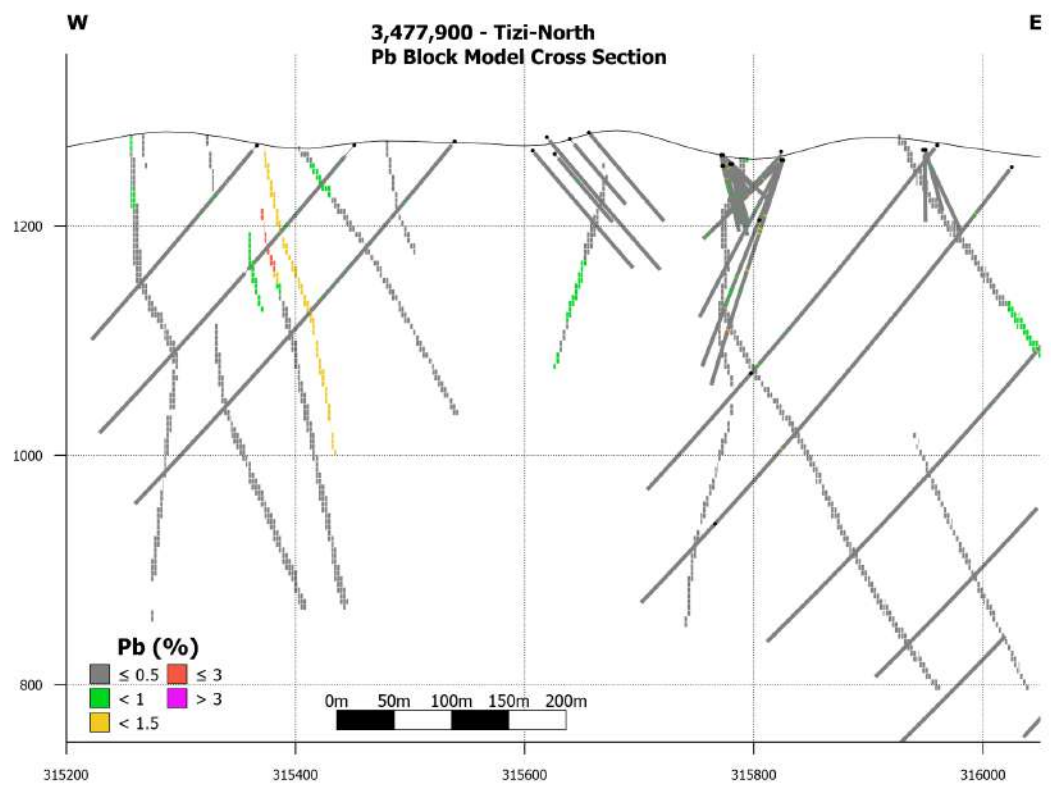 W
E
3,477,900 - Tizi-North
Pb Block Model Cross Section
1200
1000
800
Pb (%)
≤ 0.5
≤ 3
< 1
> 3
< 1.5
0m 50m 100m 150m 200m
315200 315400 315600 315800 316000